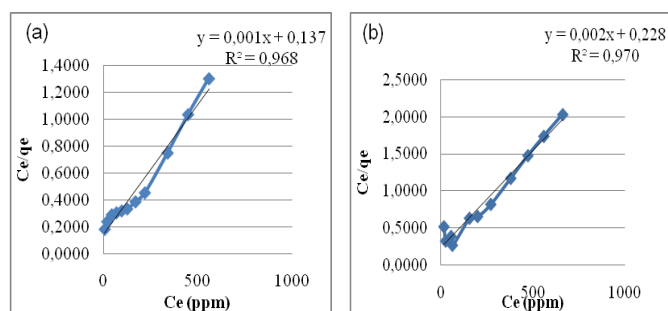 (a)
y = 0,001x + 0,137
R² = 0,968
1,4000
1,2000
1,0000
0,8000
0,6000
0,4000
0,2000
0,0000
Ce/qe
0
500
1000
Ce (ppm)
(b)
y = 0,002x + 0,228
R² = 0,970
2,5000
2,0000
1,5000
1,0000
0,5000
0,0000
Ce/qe
0
500
1000
Ce (ppm)